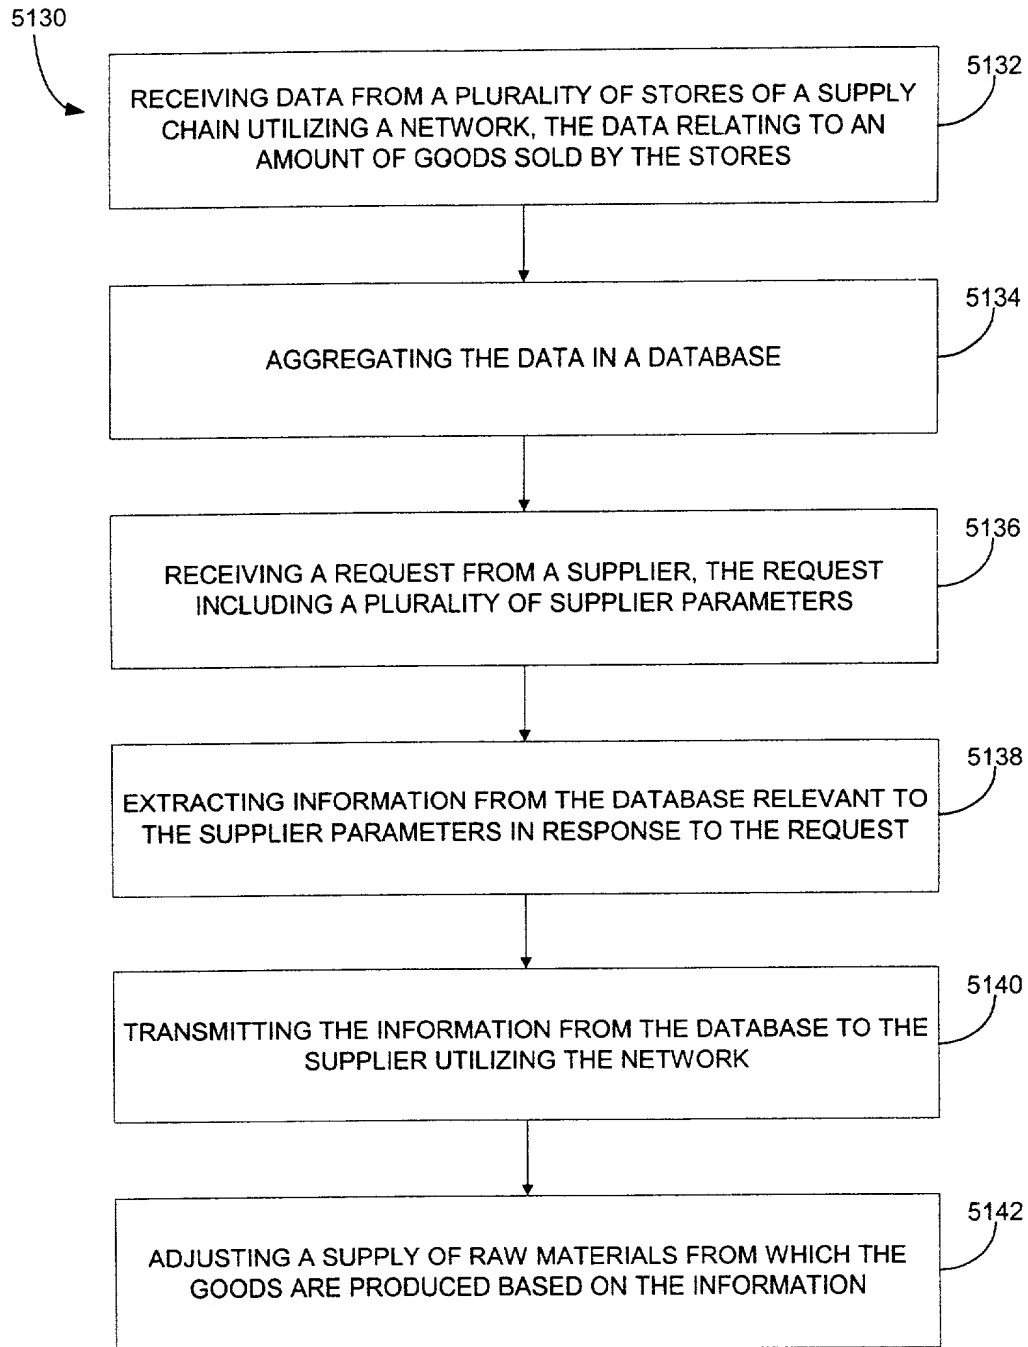 5130
5132
RECEIVING DATA FROM A PLURALITY OF STORES OF A SUPPLY
CHAIN UTILIZING A NETWORK, THE DATA RELATING TO AN
AMOUNT OF GOODS SOLD BY THE STORES
5134
AGGREGATING THE DATA IN A DATABASE
5136
RECEIVING A REQUEST FROM A SUPPLIER, THE REQUEST
INCLUDING A PLURALITY OF SUPPLIER PARAMETERS
5138
EXTRACTING INFORMATION FROM THE DATABASE RELEVANT TO
THE SUPPLIER PARAMETERS IN RESPONSE TO THE REQUEST
5140
TRANSMITTING THE INFORMATION FROM THE DATABASE TO THE
SUPPLIER UTILIZING THE NETWORK
5142
ADJUSTING A SUPPLY OF RAW MATERIALS FROM WHICH THE
GOODS ARE PRODUCED BASED ON THE INFORMATION